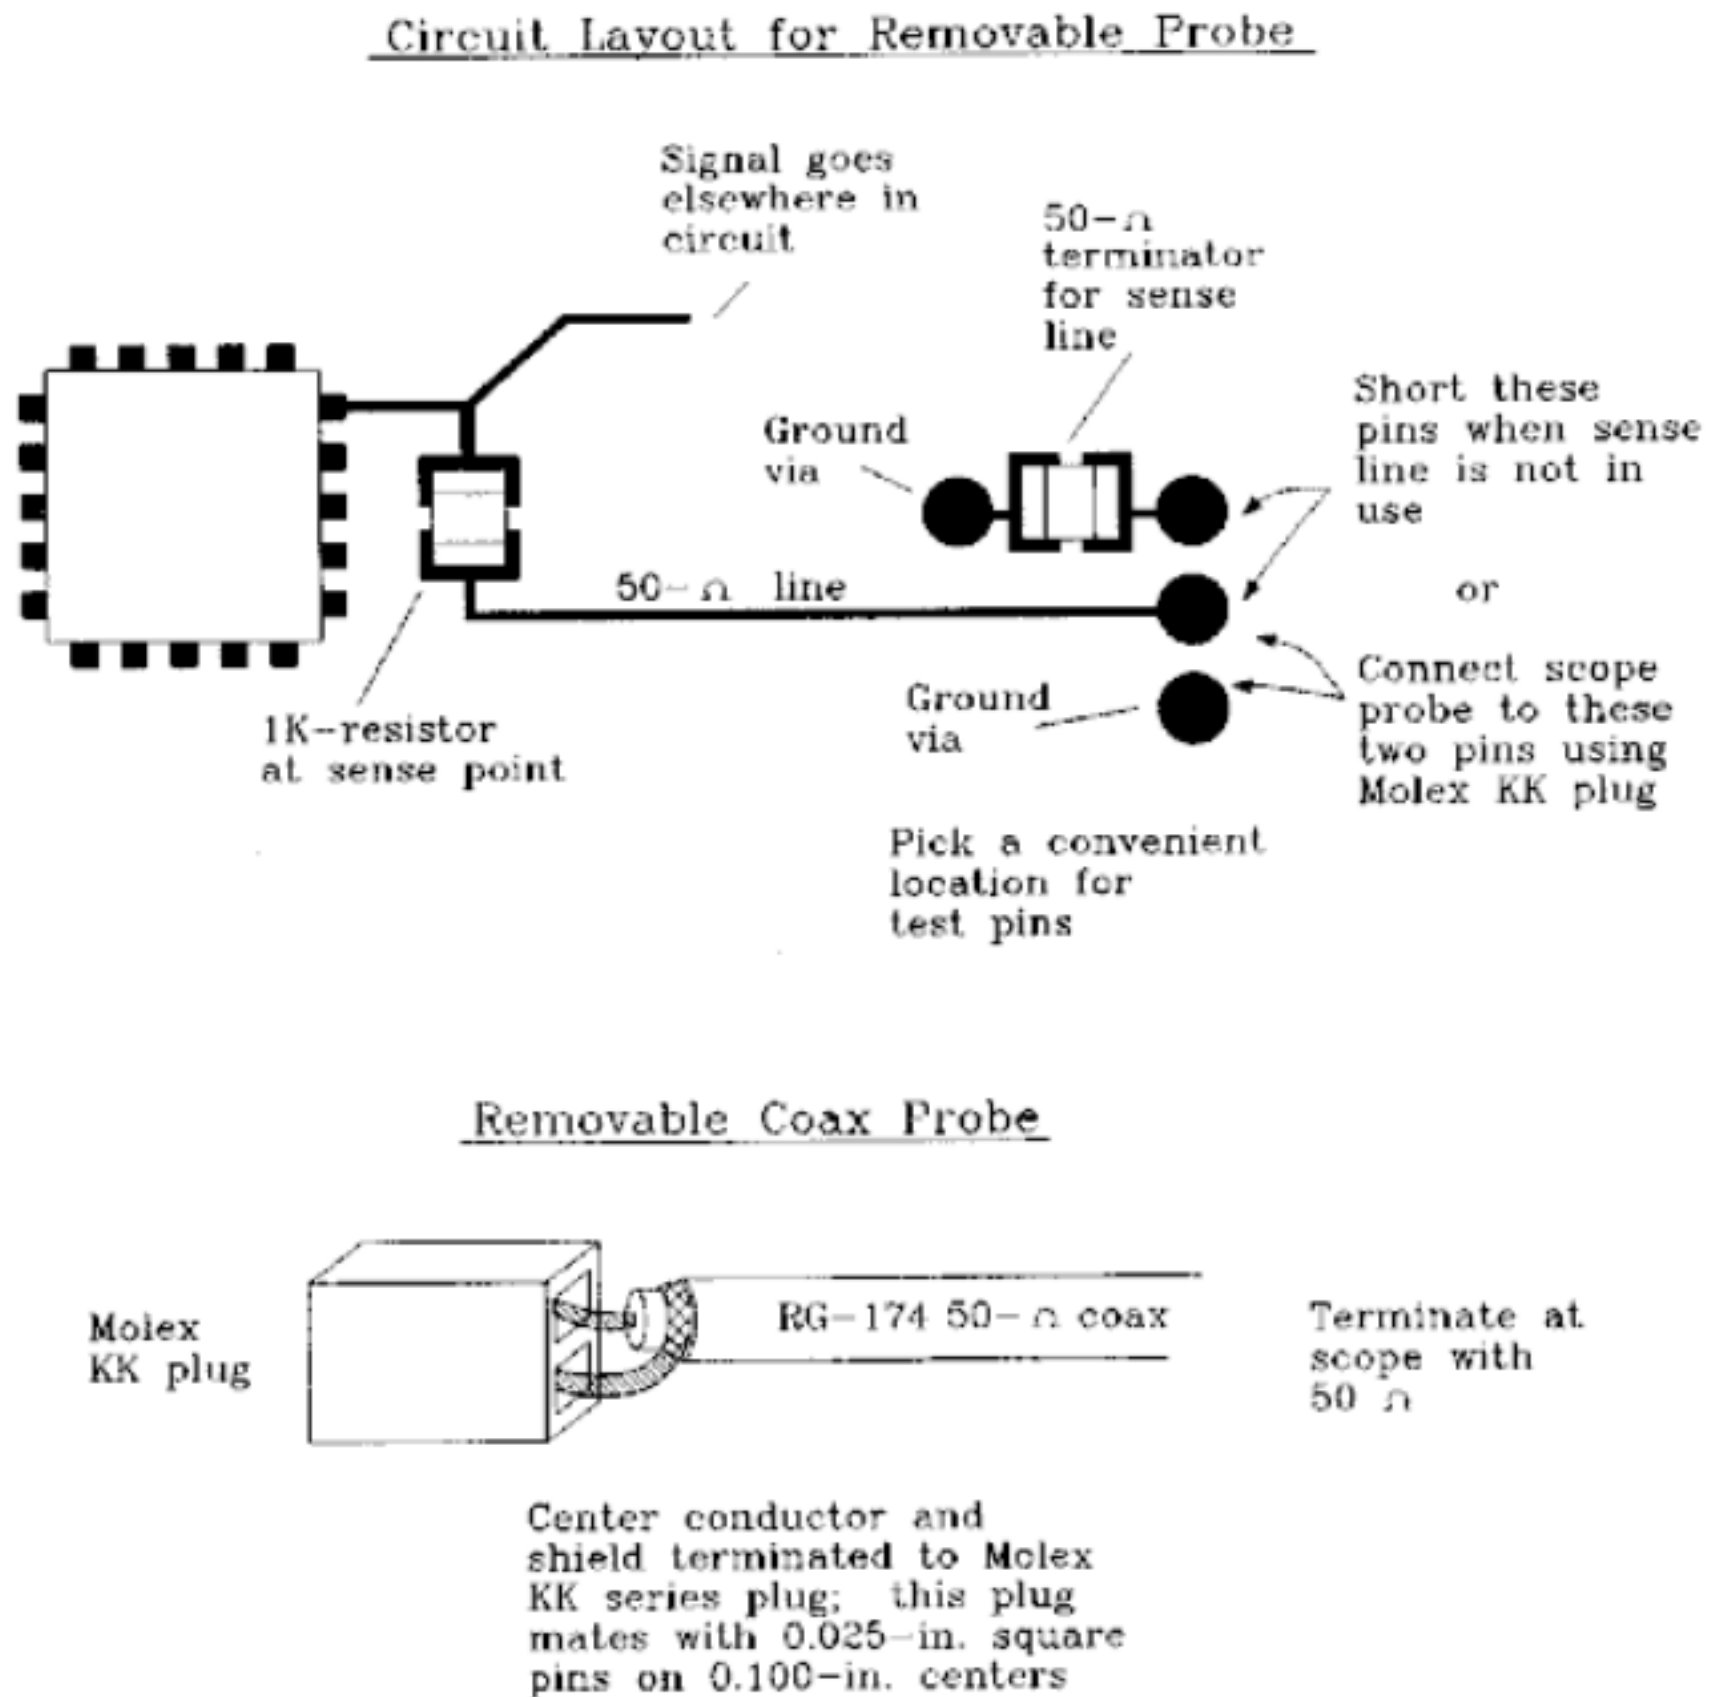 Circuit Layout for Removable Probe
Signal goes
elsewhere in
circuit
50-Ω
terminator
for sense
line
Ground
via
Short these
pins when sense
line is not in
use
50-Ω line
or
Ground
via
Connect scope
probe to these
two pins using
Molex KK plug
1K-resistor
at sense point
Pick a convenient
location for
test pins
Removable Coax Probe
Molex
KK plug
RG-174 50-Ω coax
Terminate at
scope with
50 Ω
Center conductor and
shield terminated to Molex
KK series plug; this plug
mates with 0.025-in. square
pins on 0.100-in. centers